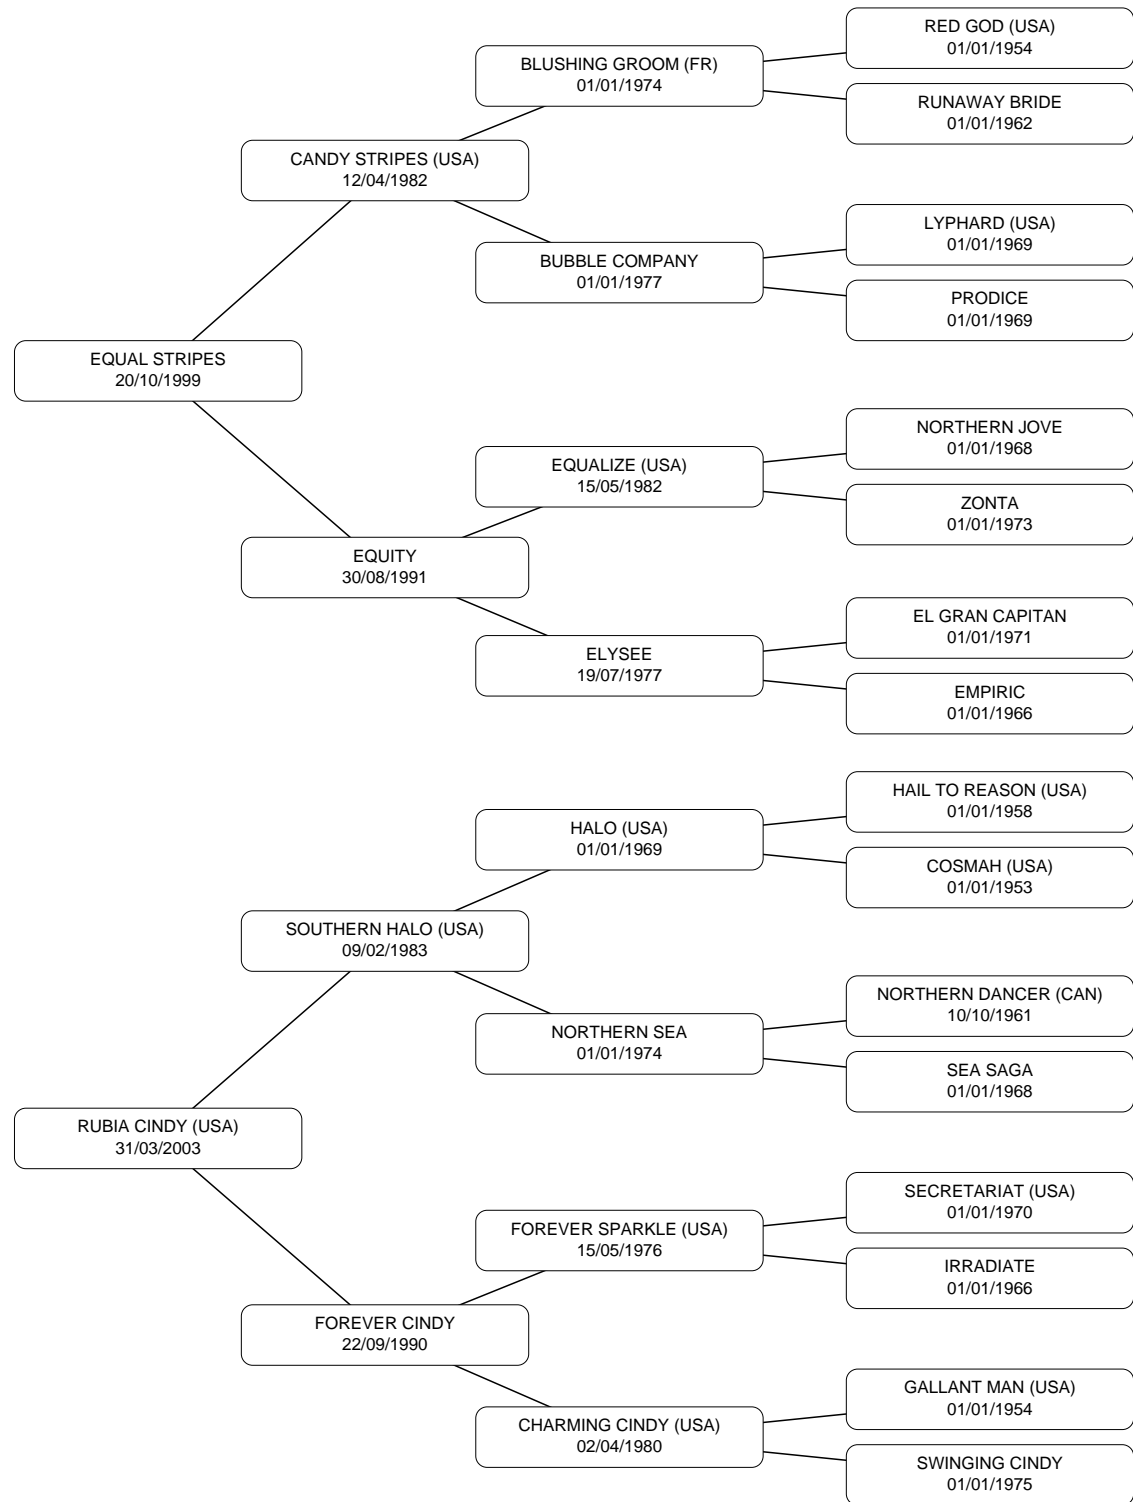 RED GOD (USA)
01/01/1954
BLUSHING GROOM (FR)
01/01/1974
RUNAWAY BRIDE
01/01/1962
CANDY STRIPES (USA)
12/04/1982
LYPHARD (USA)
01/01/1969
BUBBLE COMPANY
01/01/1977
PRODICE
01/01/1969
EQUAL STRIPES
20/10/1999
NORTHERN JOVE
01/01/1968
EQUALIZE (USA)
15/05/1982
ZONTA
01/01/1973
EQUITY
30/08/1991
EL GRAN CAPITAN
01/01/1971
ELYSEE
19/07/1977
EMPIRIC
01/01/1966
HAIL TO REASON (USA)
01/01/1958
HALO (USA)
01/01/1969
COSMAH (USA)
01/01/1953
SOUTHERN HALO (USA)
09/02/1983
NORTHERN DANCER (CAN)
10/10/1961
NORTHERN SEA
01/01/1974
SEA SAGA
01/01/1968
RUBIA CINDY (USA)
31/03/2003
SECRETARIAT (USA)
01/01/1970
FOREVER SPARKLE (USA)
15/05/1976
IRRADIATE
01/01/1966
FOREVER CINDY
22/09/1990
GALLANT MAN (USA)
01/01/1954
CHARMING CINDY (USA)
02/04/1980
SWINGING CINDY
01/01/1975